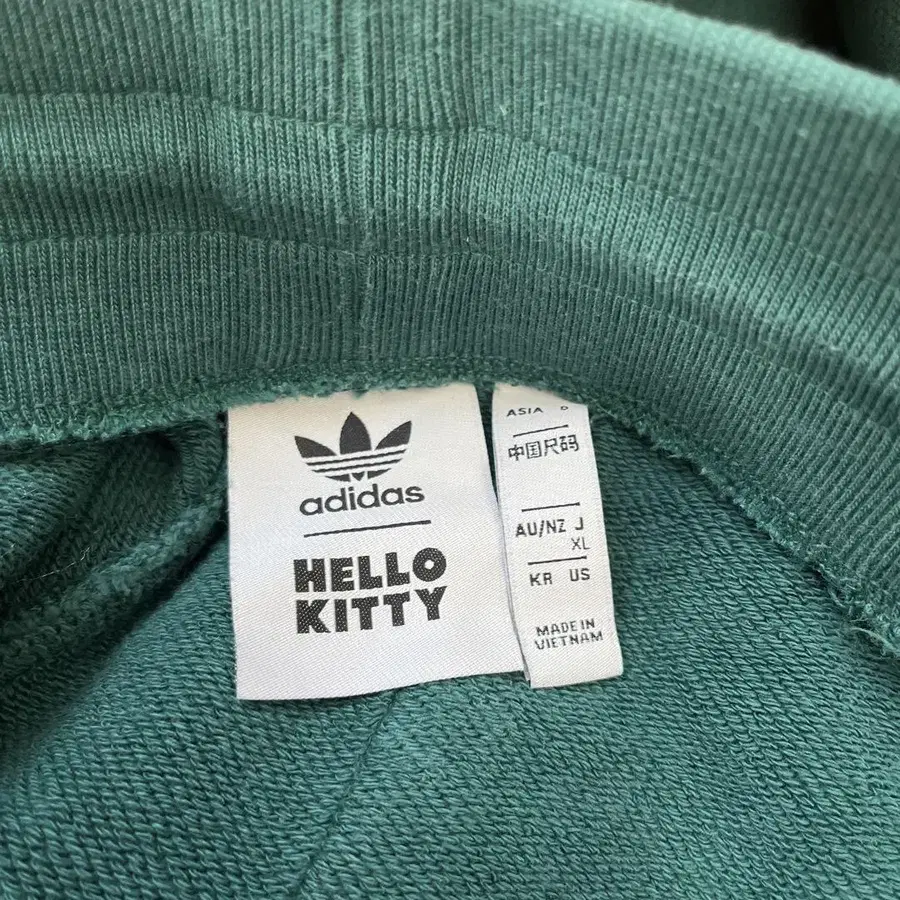 adidas
HELLO
KITTY
ASIA
中国尺码
AU/NZ J
XL
KR US
MADE IN
VIETNAM